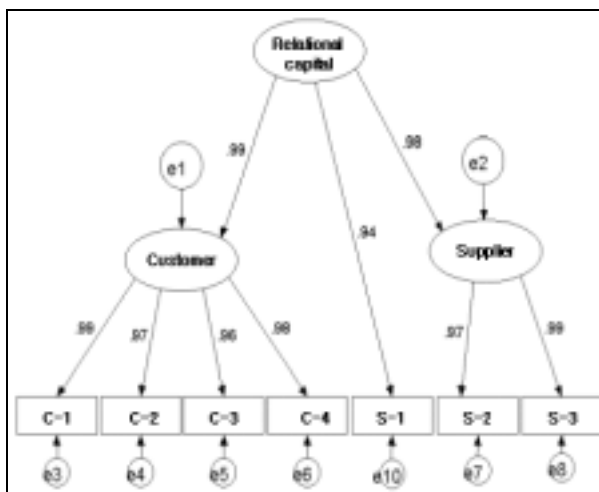 Relational
capital
.99
.98
e1
e2
.94
Customer
Supplier
.99
.97
.96
.98
.97
.99
C-1
C-2
C-3
C-4
S-1
S-2
S-3
e3
e4
e5
e6
e10
e7
e8